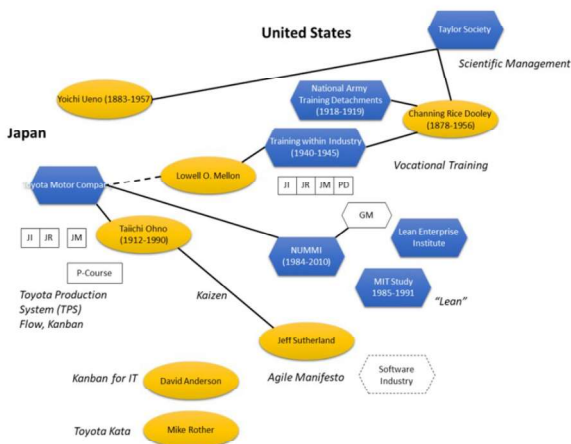 Taylor Society
United States
Scientific Management
National Army
Training Detachments
(1918-1919)
Yoichi Ueno (1883-1957)
Channing Rice Dooley
(1878-1956)
Japan
Training within Industry
(1940-1945)
Vocational Training
Lowell O. Mellon
Toyota Motor Compa
JI JR JM PD
GM
Taiichi Ohno
(1912-1990)
JI JR JM
Lean Enterprise
Institute
NUMMI
(1984-2010)
P-Course
MIT Study
1985-1991
Toyota Production
System (TPS)
Flow, Kanban
Kaizen
"Lean"
Jeff Sutherland
Software
Industry
Kanban for IT
David Anderson
Agile Manifesto
Toyota Kata
Mike Rother